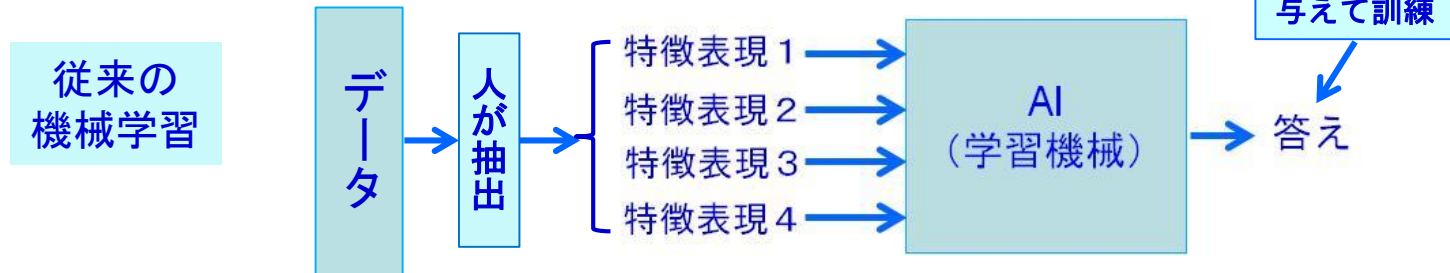 与えて訓練
従来の
機械学習
データ
人が抽出
特徴表現１
特徴表現２
特徴表現３
特徴表現４
AI
（学習機械）
答え